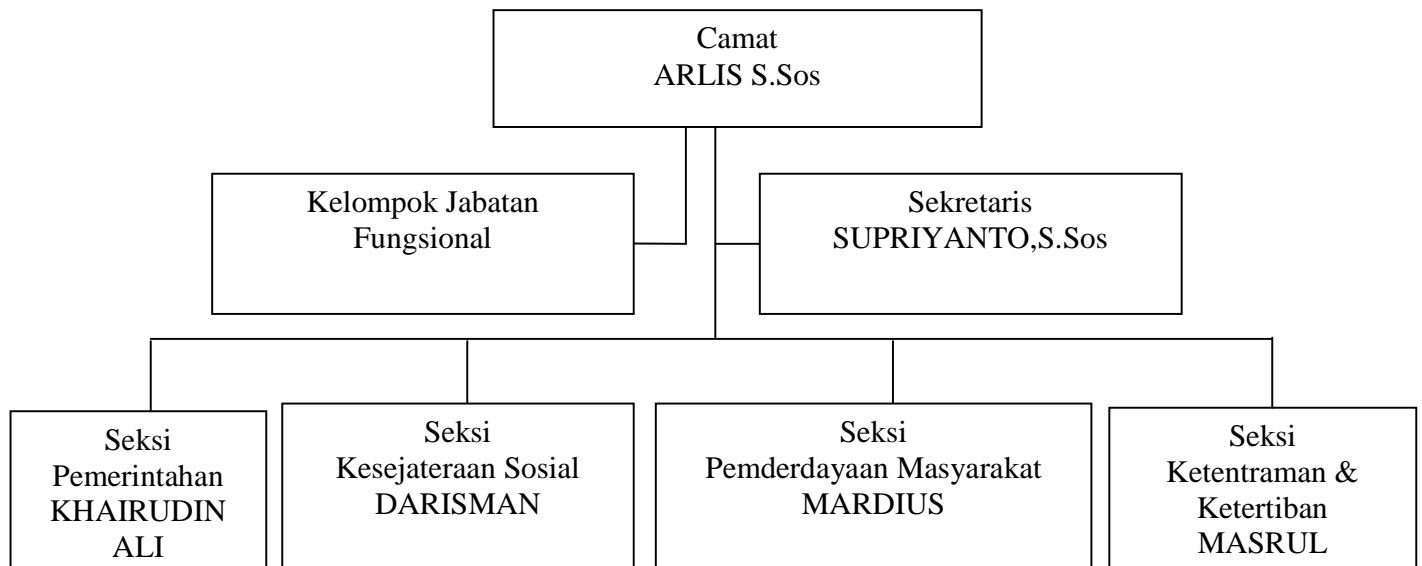 Camat
ARLIS S.Sos
Kelompok Jabatan
Fungsional
Sekretaris
SUPRIYANTO,S.Sos
Seksi
Pemerintahan
KHAIRUDIN
ALI
Seksi
Kesejateraan Sosial
DARISMAN
Seksi
Pemderdayaan Masyarakat
MARDIUS
Seksi
Ketentraman &
Ketertiban
MASRUL